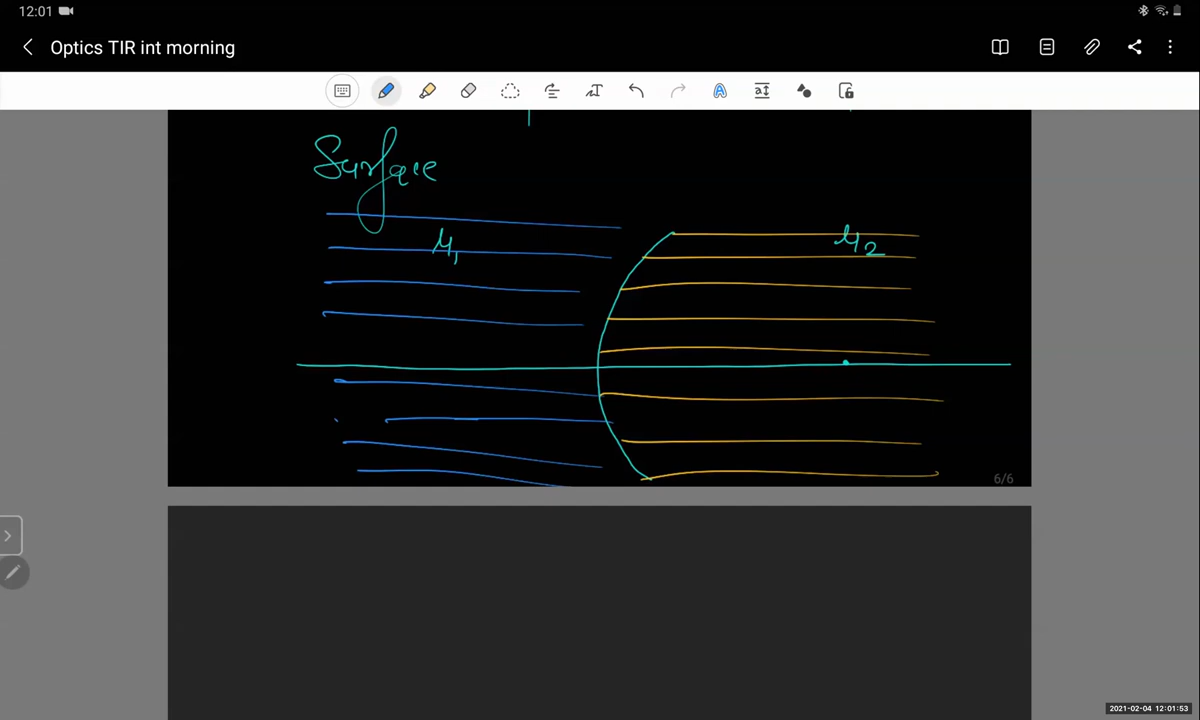 12:01
Optics TIR int morning
Surface
μ1
μ2
6/6
2021-02-04 12:01:53